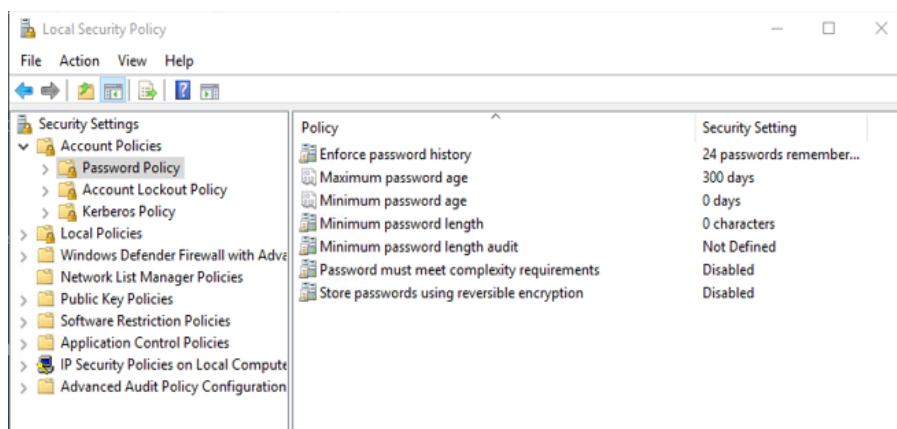 Local Security Policy
File Action View Help
Security Settings
Account Policies
Password Policy
Account Lockout Policy
Kerberos Policy
Local Policies
Windows Defender Firewall with Adva
Network List Manager Policies
Public Key Policies
Software Restriction Policies
Application Control Policies
IP Security Policies on Local Compute
Advanced Audit Policy Configuration
Policy Security Setting
Enforce password history 24 passwords remember...
Maximum password age 300 days
Minimum password age 0 days
Minimum password length 0 characters
Minimum password length audit Not Defined
Password must meet complexity requirements Disabled
Store passwords using reversible encryption Disabled